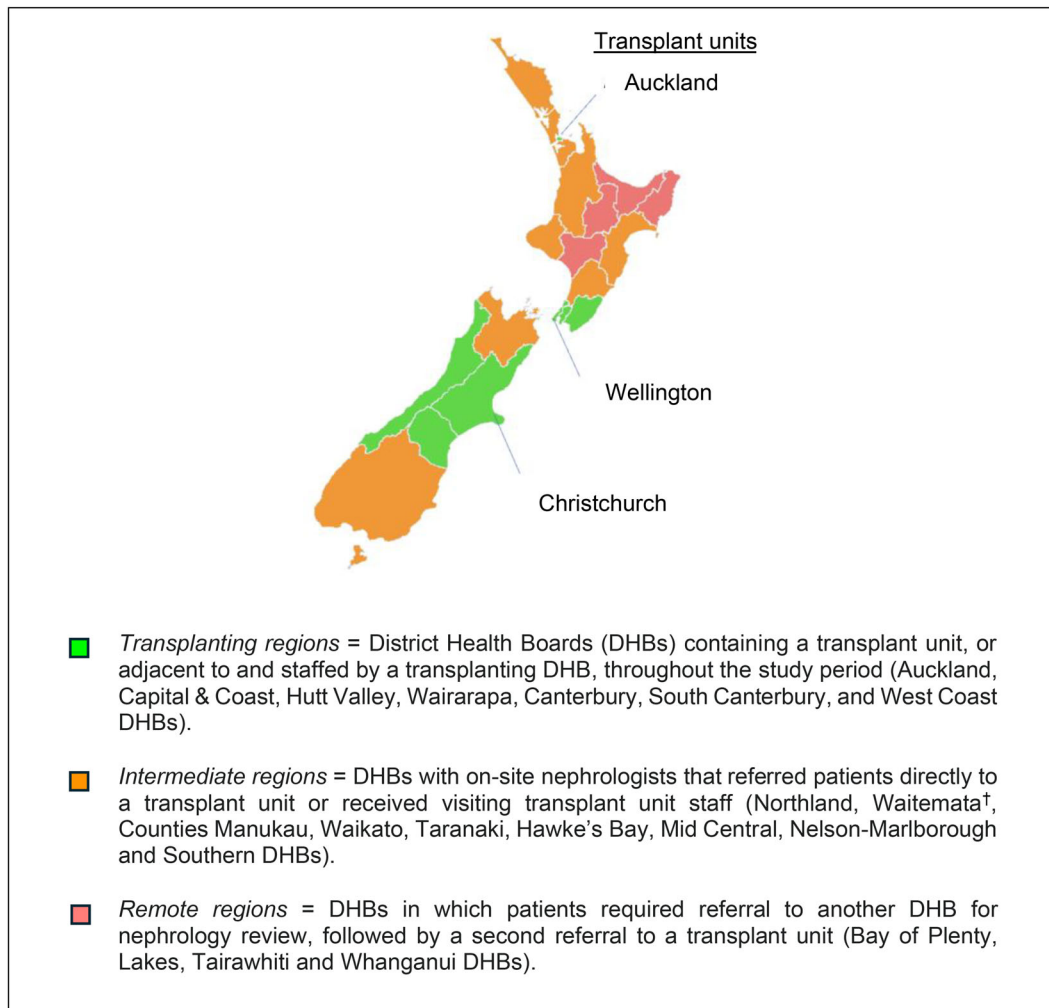 Transplant units
Auckland
Wellington
Christchurch
Transplanting regions = District Health Boards (DHBs) containing a transplant unit, or
adjacent to and staffed by a transplanting DHB, throughout the study period (Auckland,
Capital & Coast, Hutt Valley, Wairarapa, Canterbury, South Canterbury, and West Coast
DHBs).
Intermediate regions = DHBs with on-site nephrologists that referred patients directly to
a transplant unit or received visiting transplant unit staff (Northland, Waitemata†,
Counties Manukau, Waikato, Taranaki, Hawke’s Bay, Mid Central, Nelson-Marlborough
and Southern DHBs).
Remote regions = DHBs in which patients required referral to another DHB for
nephrology review, followed by a second referral to a transplant unit (Bay of Plenty,
Lakes, Tairawhiti and Whanganui DHBs).